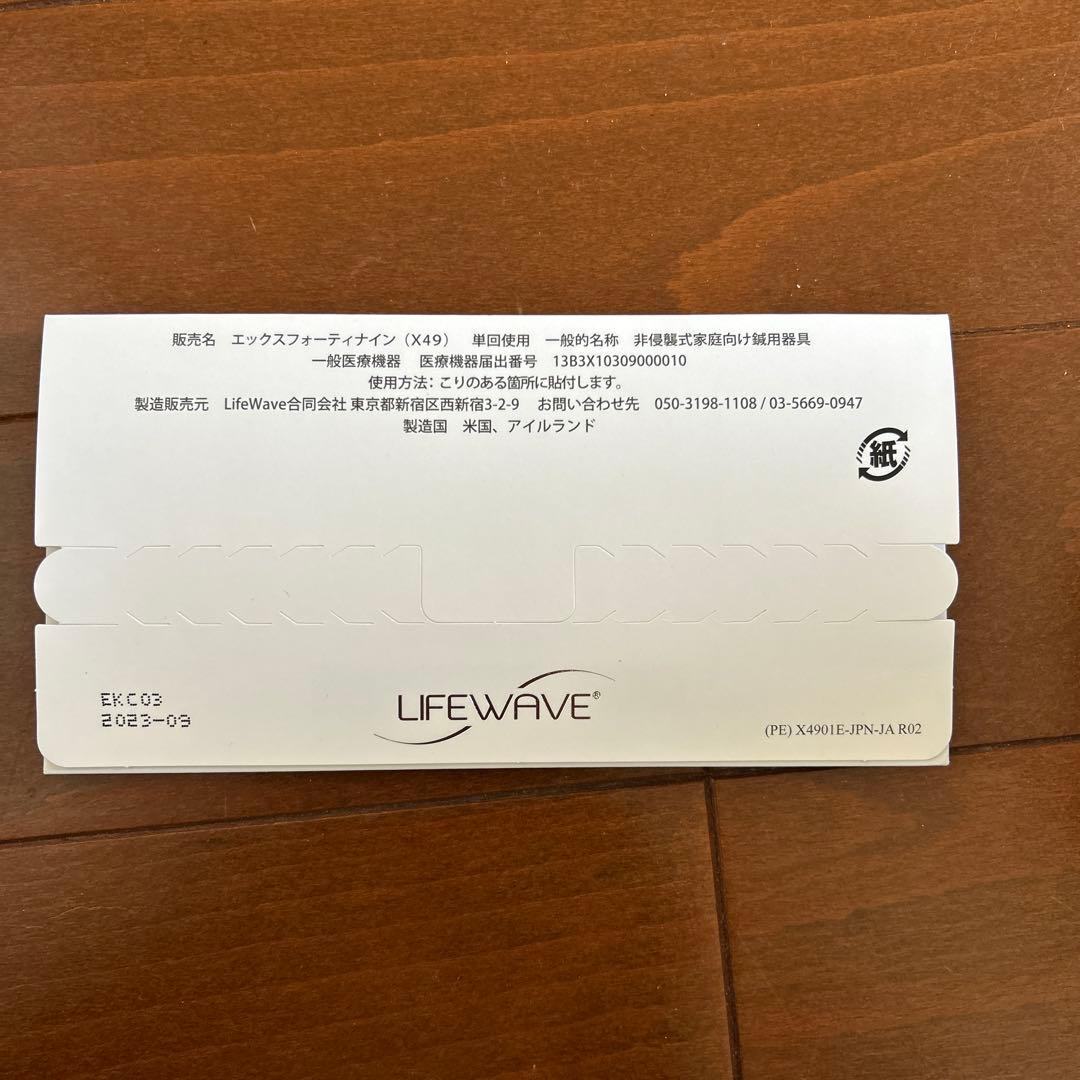 販売名　エックスフォーティナイン（X49）　単回使用　一般的名称　非侵襲式家庭向け鍼用器具
一般医療機器　医療機器届出番号　13B3X10309000010
使用方法：こりのある箇所に貼付します。
製造販売元　LifeWave合同会社 東京都新宿区西新宿3-2-9　お問い合わせ先　050-3198-1108 / 03-5669-0947
製造国　米国、アイルランド
紙
EKC03
2023-09
LIFEWAVE®
(PE) X4901E-JPN-JA R02